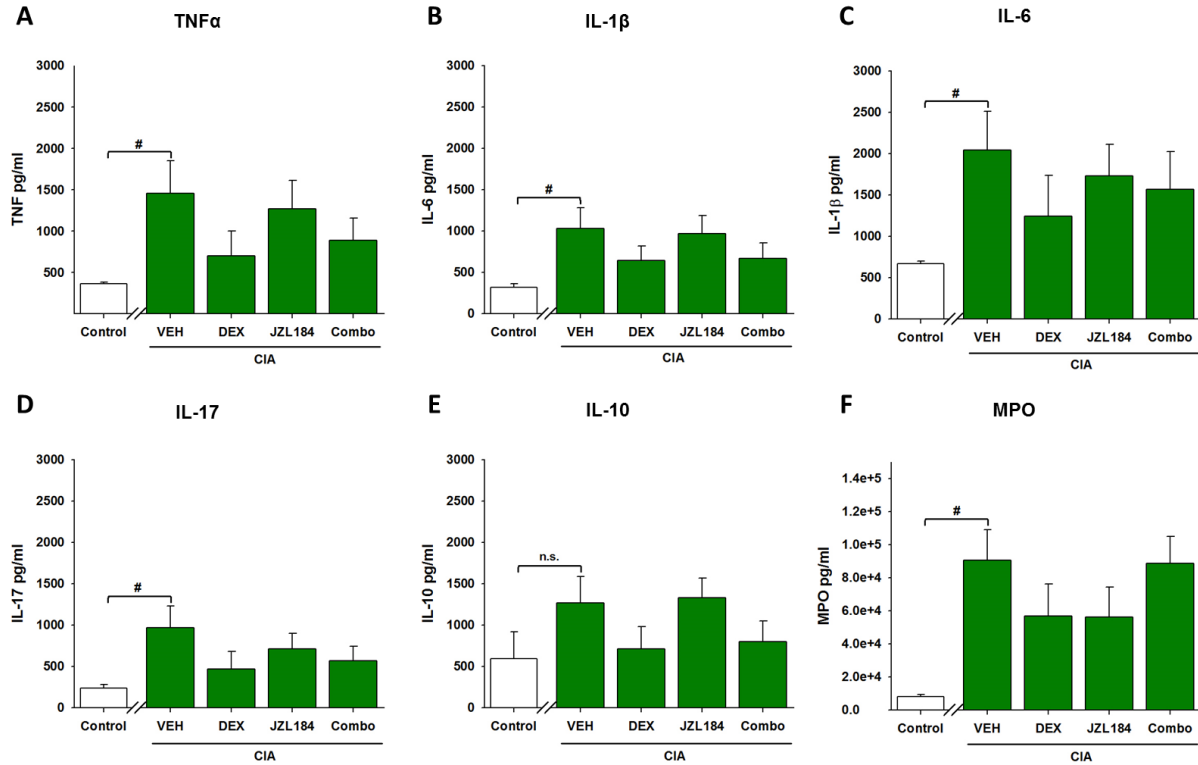 A
TNFα
3000
2500
2000
1500
1000
500
TNF pg/ml
#
Control
VEH
DEX
JZL184
Combo
CIA
B
IL-1β
3000
2500
2000
1500
1000
500
0
IL-6 pg/ml
#
Control
VEH
DEX
JZL184
Combo
CIA
C
IL-6
3000
2500
2000
1500
1000
500
0
IL-1β pg/ml
#
Control
VEH
DEX
JZL184
Combo
CIA
D
IL-17
3000
2500
2000
1500
1000
500
0
IL-17 pg/ml
#
Control
VEH
DEX
JZL184
Combo
CIA
E
IL-10
3000
2500
2000
1500
1000
500
0
IL-10 pg/ml
n.s.
Control
VEH
DEX
JZL184
Combo
CIA
F
MPO
1.4e+5
1.2e+5
1.0e+5
8.0e+4
6.0e+4
4.0e+4
2.0e+4
0.0
MPO pg/ml
#
Control
VEH
DEX
JZL184
Combo
CIA